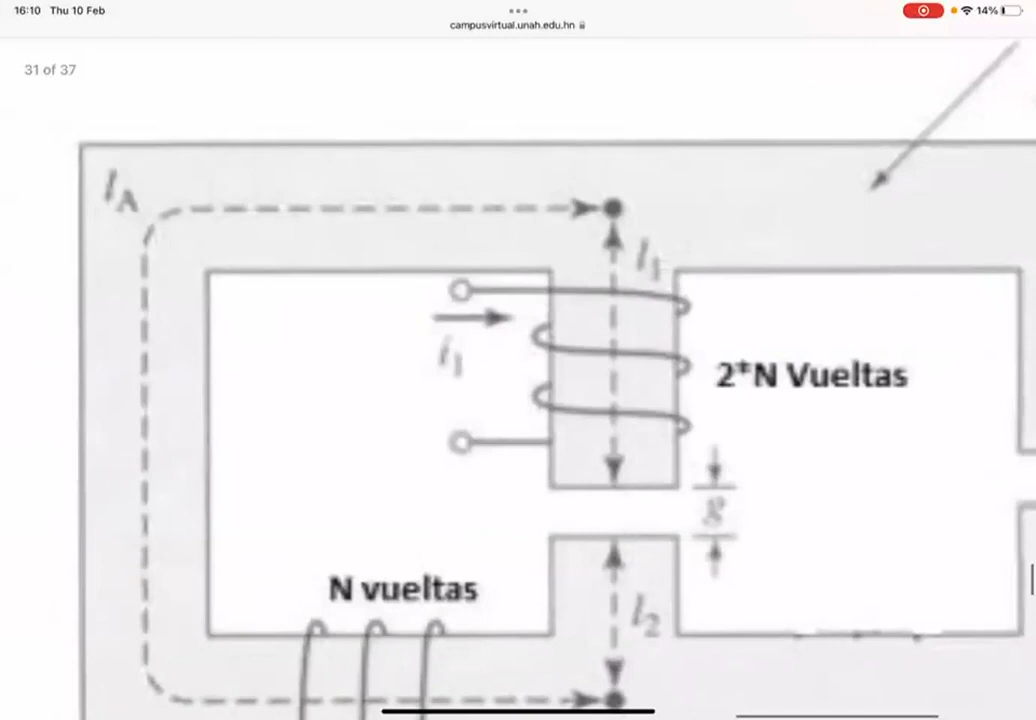 16:10 Thu 10 Feb
campusvirtual.unah.edu.hn
14%
31 of 37
l_A
l_1
i_1
2*N Vueltas
g
N vueltas
l_2